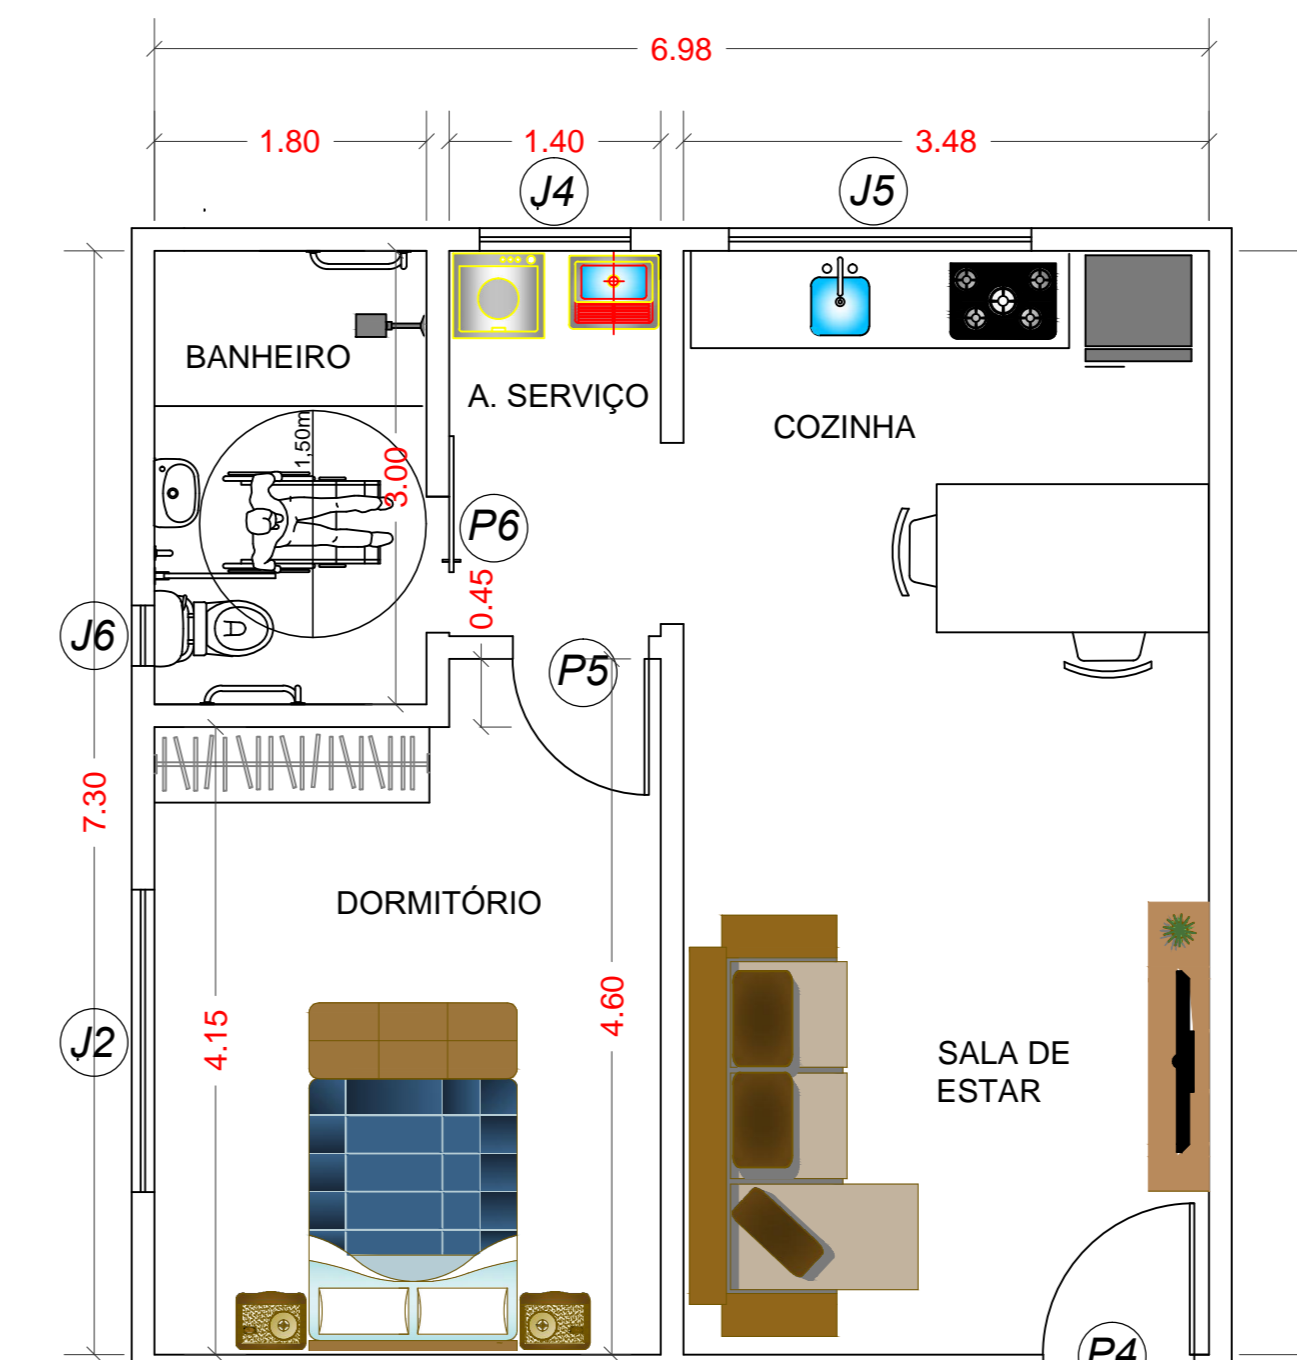 6.98
1.80
1.40
3.48
J4
J5
BANHEIRO
A. SERVIÇO
COZINHA
1,50m
3.00
P6
0.45
J6
P5
7.30
DORMITÓRIO
4.15
4.60
J2
SALA DE
ESTAR
P4